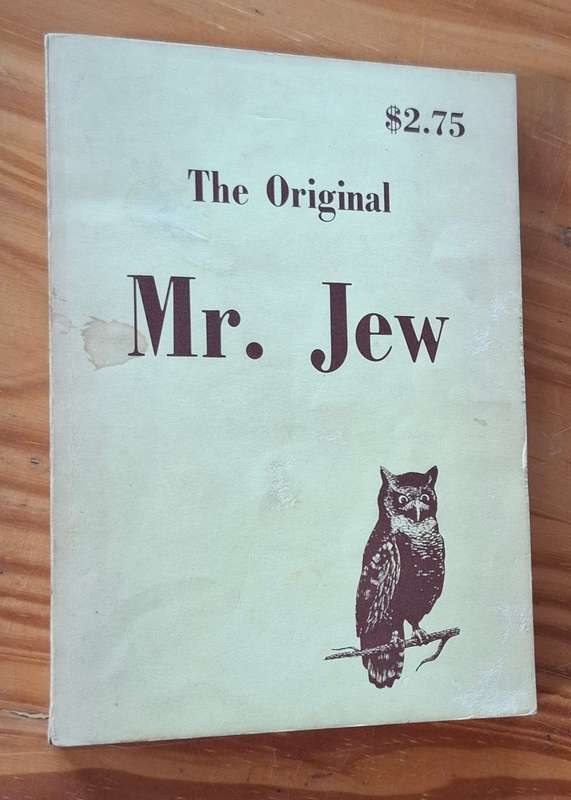 $2.75
The Original
Mr. Jew